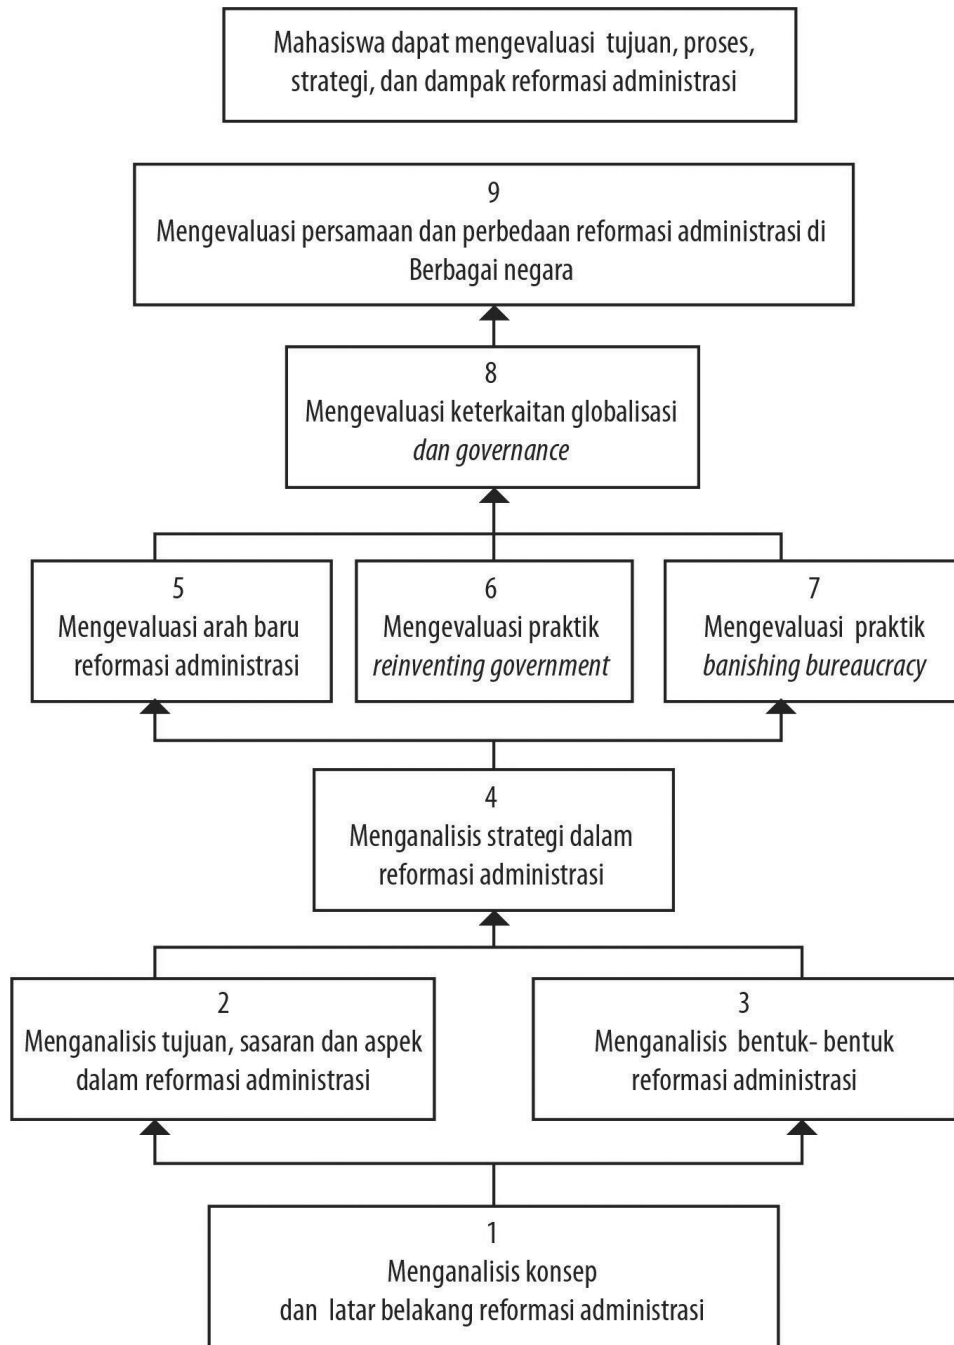 Mahasiswa dapat mengevaluasi tujuan, proses,
strategi, dan dampak reformasi administrasi
9
Mengevaluasi persamaan dan perbedaan reformasi administrasi di
Berbagai negara
8
Mengevaluasi keterkaitan globalisasi
dan governance
5
Mengevaluasi arah baru
reformasi administrasi
6
Mengevaluasi praktik
reinventing government
7
Mengevaluasi praktik
banishing bureaucracy
4
Menganalisis strategi dalam
reformasi administrasi
2
Menganalisis tujuan, sasaran dan aspek
dalam reformasi administrasi
3
Menganalisis bentuk- bentuk
reformasi administrasi
1
Menganalisis konsep
dan latar belakang reformasi administrasi